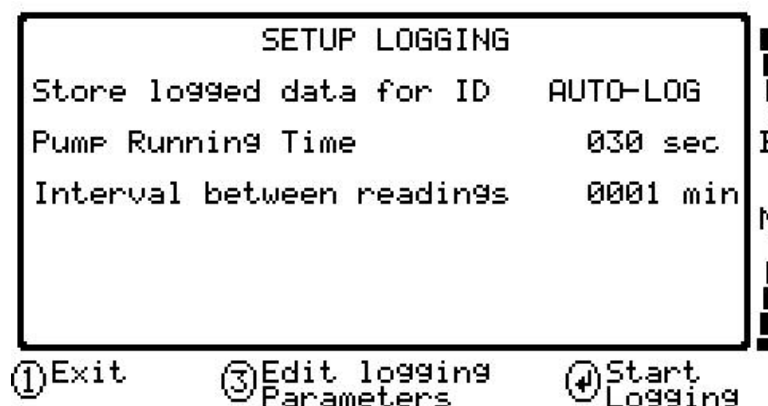 SETUP LOGGING
Store logged data for ID AUTO-LOG
Pump Running Time 030 sec
Interval between readings 0001 min
1 Exit
3 Edit logging Parameters
Start Logging